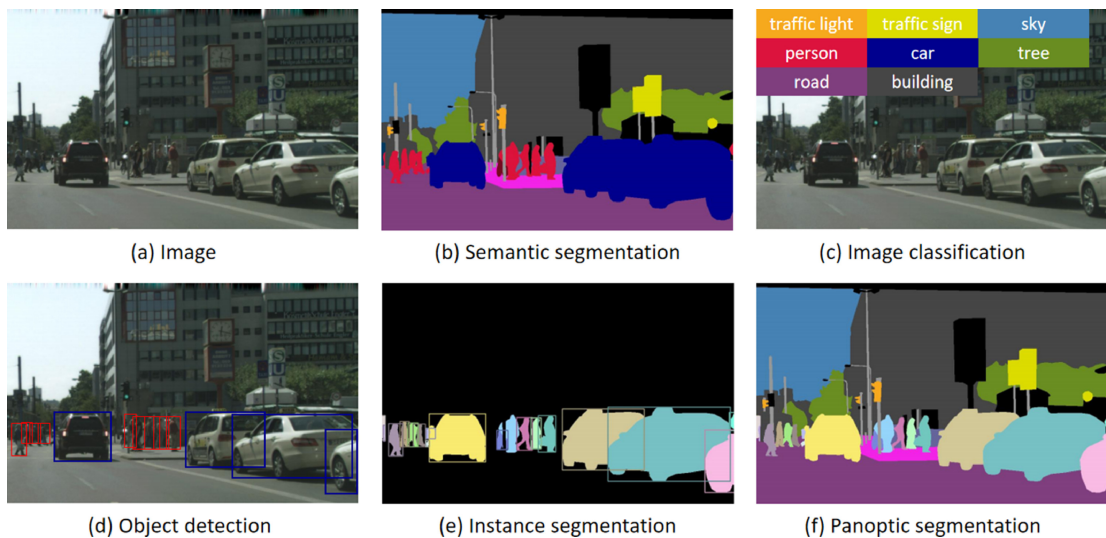 traffic light traffic sign sky
person car tree
road building
(a) Image (b) Semantic segmentation (c) Image classification
(d) Object detection (e) Instance segmentation (f) Panoptic segmentation